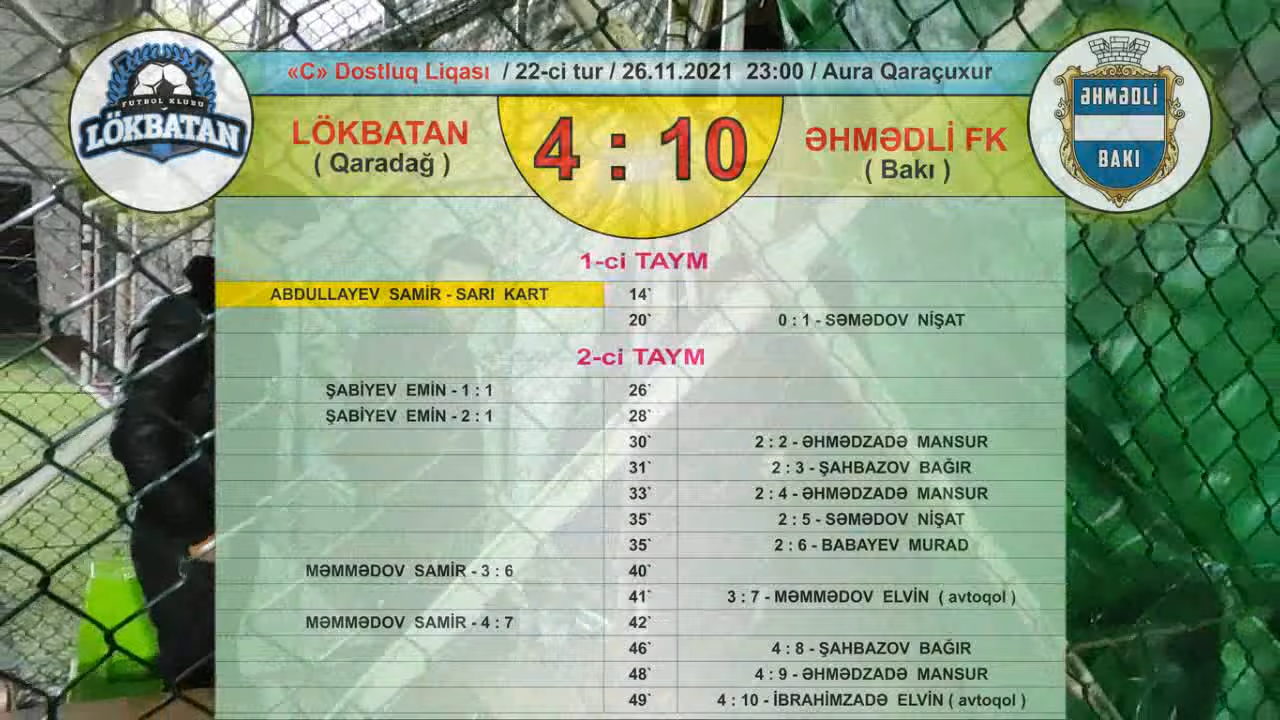 «C» Dostluq Liqası / 22-ci tur / 26.11.2021 23:00 / Aura Qaraçuxur
FUTBOL KLUBU
LÖKBATAN
LÖKBATAN
( Qaradağ )
4 : 10
ƏHMƏDLİ FK
( Bakı )
ƏHMƏDLİ
BAKI
1-ci TAYM
ABDULLAYEV SAMİR - SARI KART 14`
20` 0 : 1 - SƏMƏDOV NİŞAT
2-ci TAYM
ŞABİYEV EMİN - 1 : 1 26`
ŞABİYEV EMİN - 2 : 1 28`
30` 2 : 2 - ƏHMƏDZADƏ MANSUR
31` 2 : 3 - ŞAHBAZOV BAĞIR
33` 2 : 4 - ƏHMƏDZADƏ MANSUR
35` 2 : 5 - SƏMƏDOV NİŞAT
35` 2 : 6 - BABAYEV MURAD
MƏMMƏDOV SAMİR - 3 : 6 40`
41` 3 : 7 - MƏMMƏDOV ELVİN ( avtoqol )
MƏMMƏDOV SAMİR - 4 : 7 42`
46` 4 : 8 - ŞAHBAZOV BAĞIR
48` 4 : 9 - ƏHMƏDZADƏ MANSUR
49` 4 : 10 - İBRAHİMZADƏ ELVİN ( avtoqol )